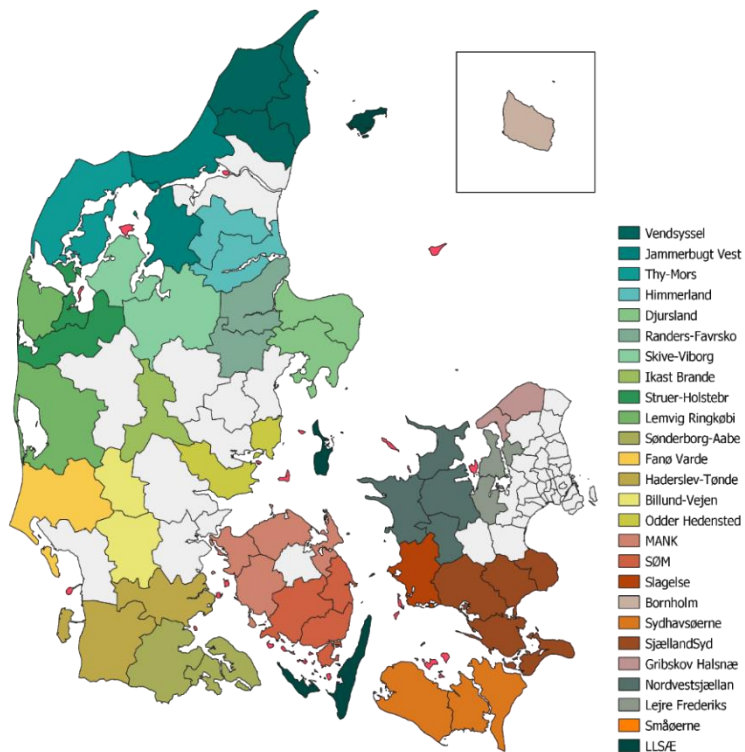 Vendsyssel
Jammerbugt Vest
Thy-Mors
Himmerland
Djursland
Randers-Favrsko
Skive-Viborg
Ikast Brande
Struer-Holstebr
Lemvig Ringkøbi
Sønderborg-Aabe
Fanø Varde
Haderslev-Tønde
Billund-Vejen
Odder Hedensted
MANK
SØM
Slagelse
Bornholm
Sydhavsøerne
SjællandSyd
Gribskov Halsnæ
Nordvestsjællan
Lejre Frederiks
Småøerne
LLSÆ